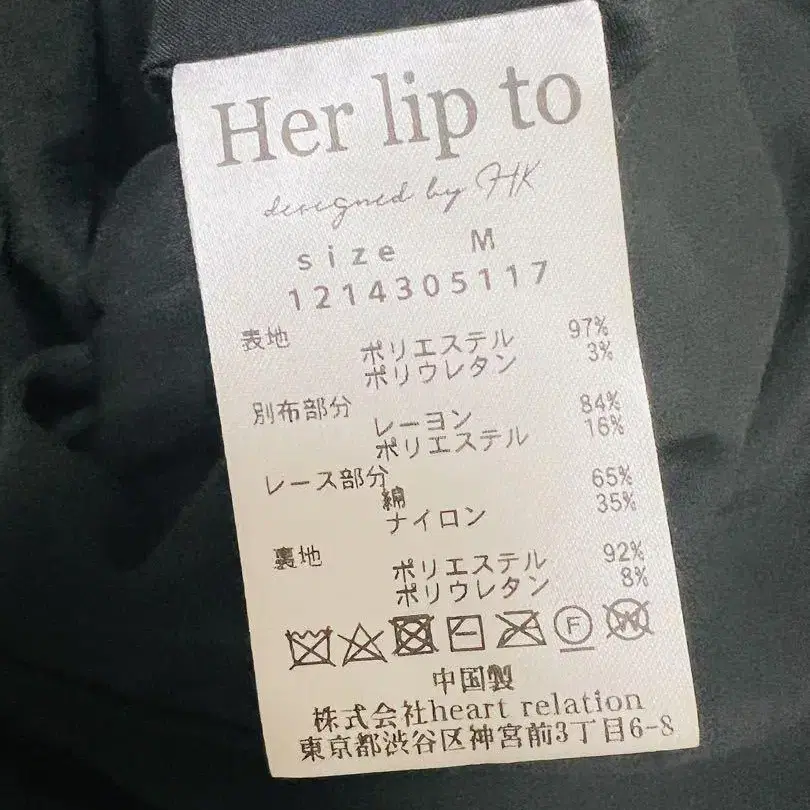 Her lip to
designed by HK
size M
1214305117
表地 ポリエステル 97%
ポリウレタン 3%
別布部分 レーヨン 84%
ポリエステル 16%
レース部分 綿 65%
ナイロン 35%
裏地 ポリエステル 92%
ポリウレタン 8%
F W
中国製
株式会社heart relation
東京都渋谷区神宮前3丁目6-8